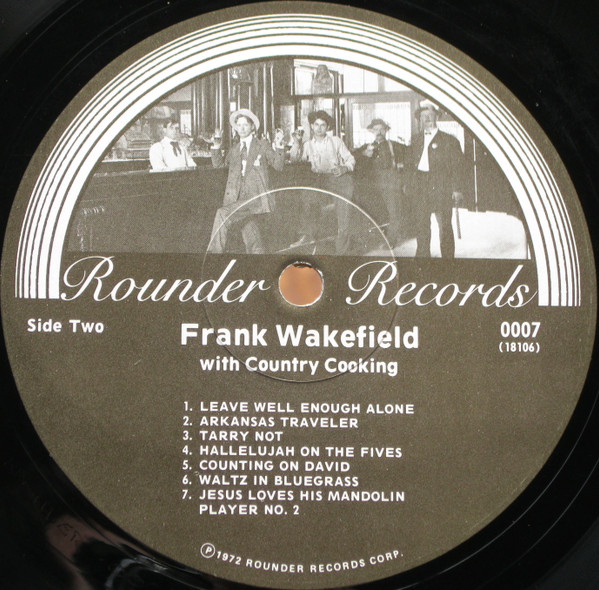 Rounder Records
Side Two
Frank Wakefield
0007
with Country Cooking
(18106)
1. LEAVE WELL ENOUGH ALONE
2. ARKANSAS TRAVELER
3. TARRY NOT
4. HALLELUJAH ON THE FIVES
5. COUNTING ON DAVID
6. WALTZ IN BLUEGRASS
7. JESUS LOVES HIS MANDOLIN
PLAYER NO. 2
℗1972 ROUNDER RECORDS CORP.